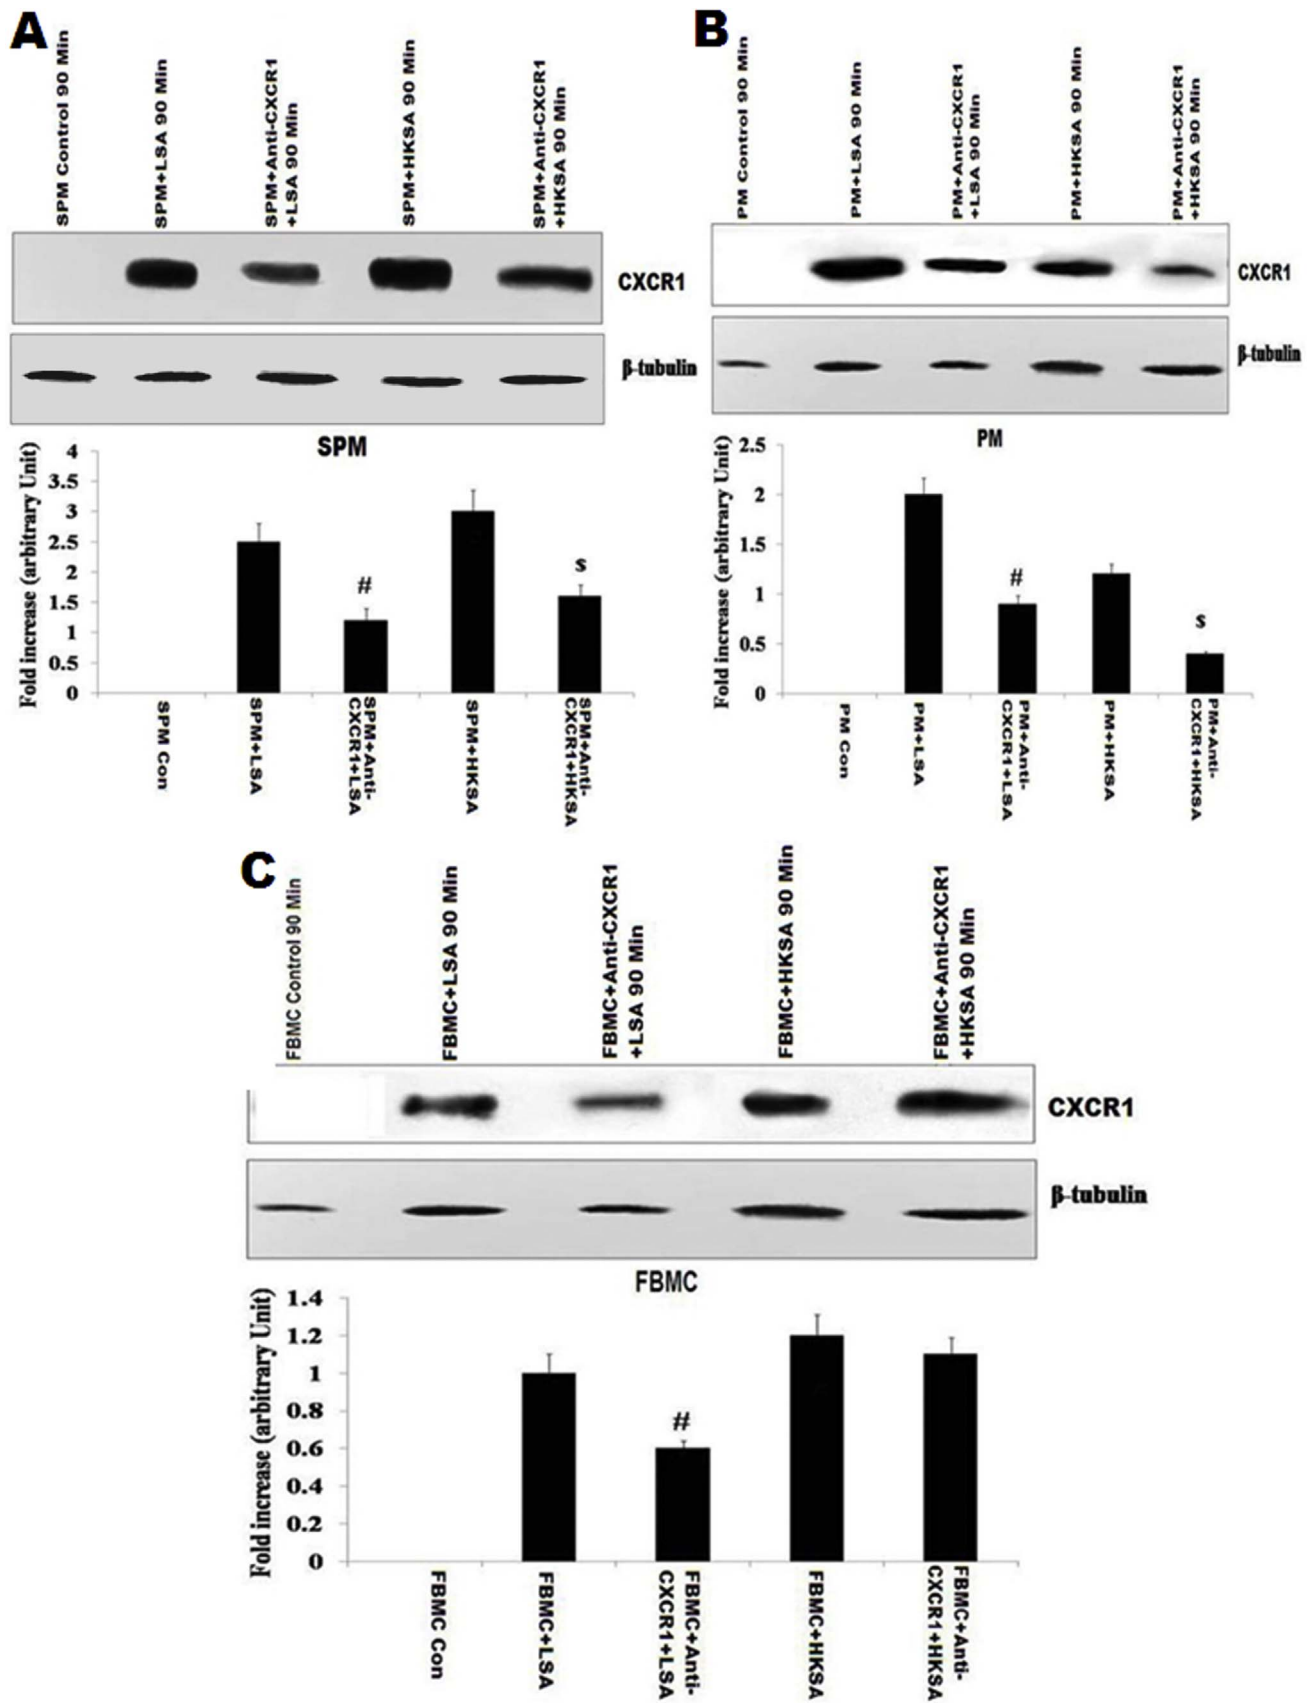 A
SPM Control 90 Min
SPM+LSA 90 Min
SPM+Anti-CXCR1
+LSA 90 Min
SPM+HKSA 90 Min
SPM+Anti-CXCR1
+HKSA 90 Min
CXCR1
β-tubulin
SPM
Fold increase (arbitrary Unit)
4
3.5
3
2.5
2
1.5
1
0.5
0
#
$
SPM Con
SPM+LSA
SPM+Anti-
CXCR1+LSA
SPM+HKSA
SPM+Anti-
CXCR1+HKSA
B
PM Control 90 Min
PM+LSA 90 Min
PM+Anti-CXCR1
+LSA 90 Min
PM+HKSA 90 Min
PM+Anti-CXCR1
+HKSA 90 Min
CXCR1
β-tubulin
PM
Fold increase (arbitrary Unit)
2.5
2
1.5
1
0.5
0
#
$
PM Con
PM+LSA
PM+Anti-
CXCR1+LSA
PM+HKSA
PM+Anti-
CXCR1+HKSA
C
FBMC Control 90 Min
FBMC+LSA 90 Min
FBMC+Anti-CXCR1
+LSA 90 Min
FBMC+HKSA 90 Min
FBMC+Anti-CXCR1
+HKSA 90 Min
CXCR1
β-tubulin
FBMC
Fold increase (arbitrary Unit)
1.4
1.2
1
0.8
0.6
0.4
0.2
0
#
FBMC Con
FBMC+LSA
FBMC+Anti-
CXCR1+LSA
FBMC+HKSA
FBMC+Anti-
CXCR1+HKSA